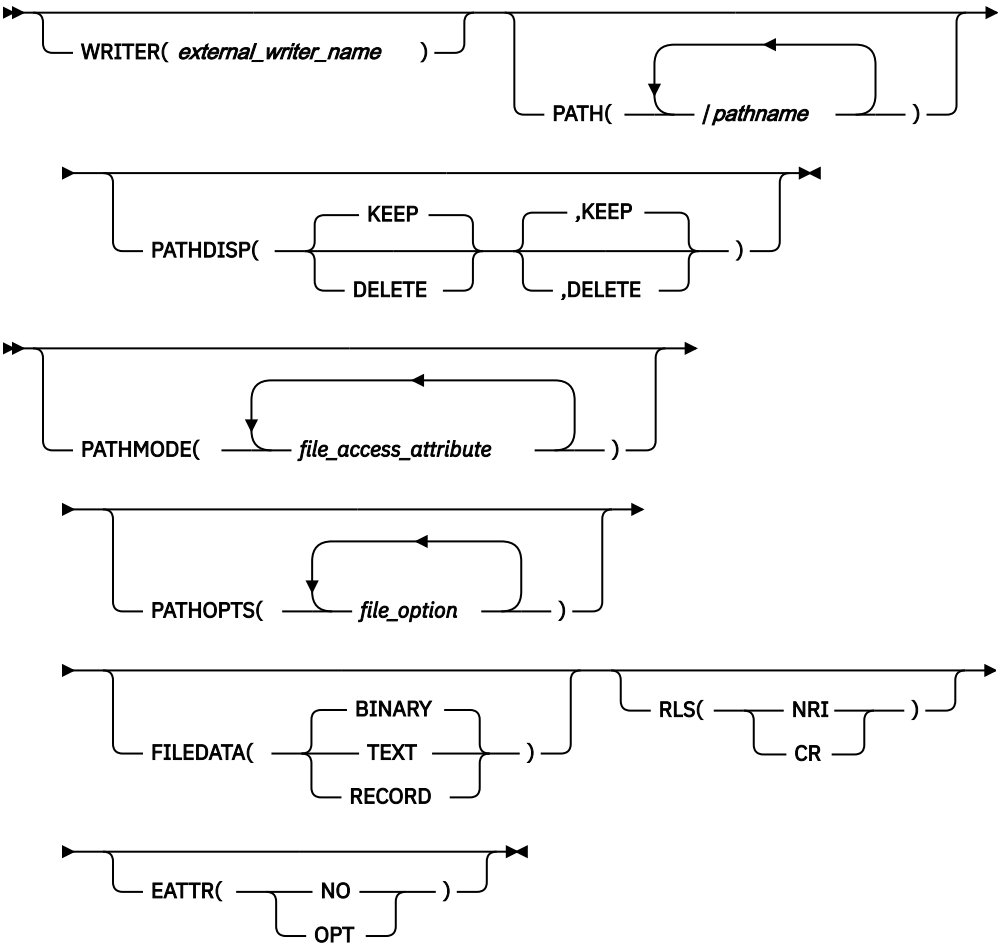 WRITER( external_writer_name )
PATH( /pathname )
KEEP ,KEEP
PATHDISP( )
DELETE ,DELETE
PATHMODE( file_access_attribute )
PATHOPTS( file_option )
BINARY RLS( NRI )
FILEDATA( TEXT ) CR
RECORD
EATTR( NO )
OPT